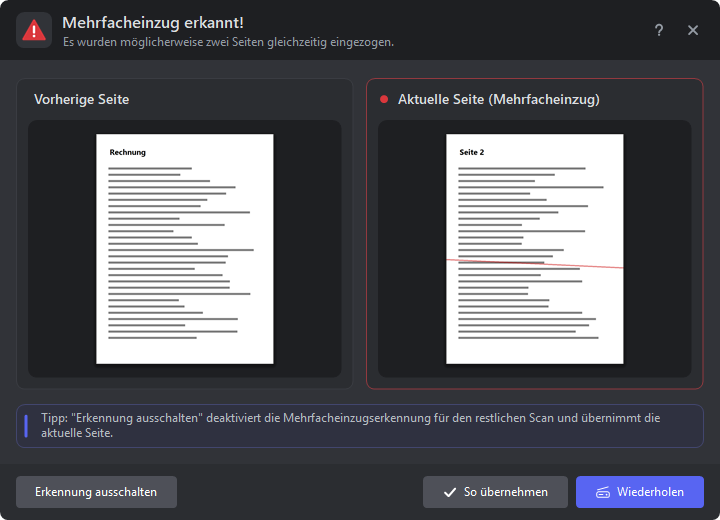 Mehrfacheinzug erkannt!
Es wurden möglicherweise zwei Seiten gleichzeitig eingezogen.
?
Vorherige Seite
Aktuelle Seite (Mehrfacheinzug)
Rechnung
Seite 2
Tipp: "Erkennung ausschalten" deaktiviert die Mehrfacheinzugserkennung für den restlichen Scan und übernimmt die
aktuelle Seite.
Erkennung ausschalten
So übernehmen
Wiederholen